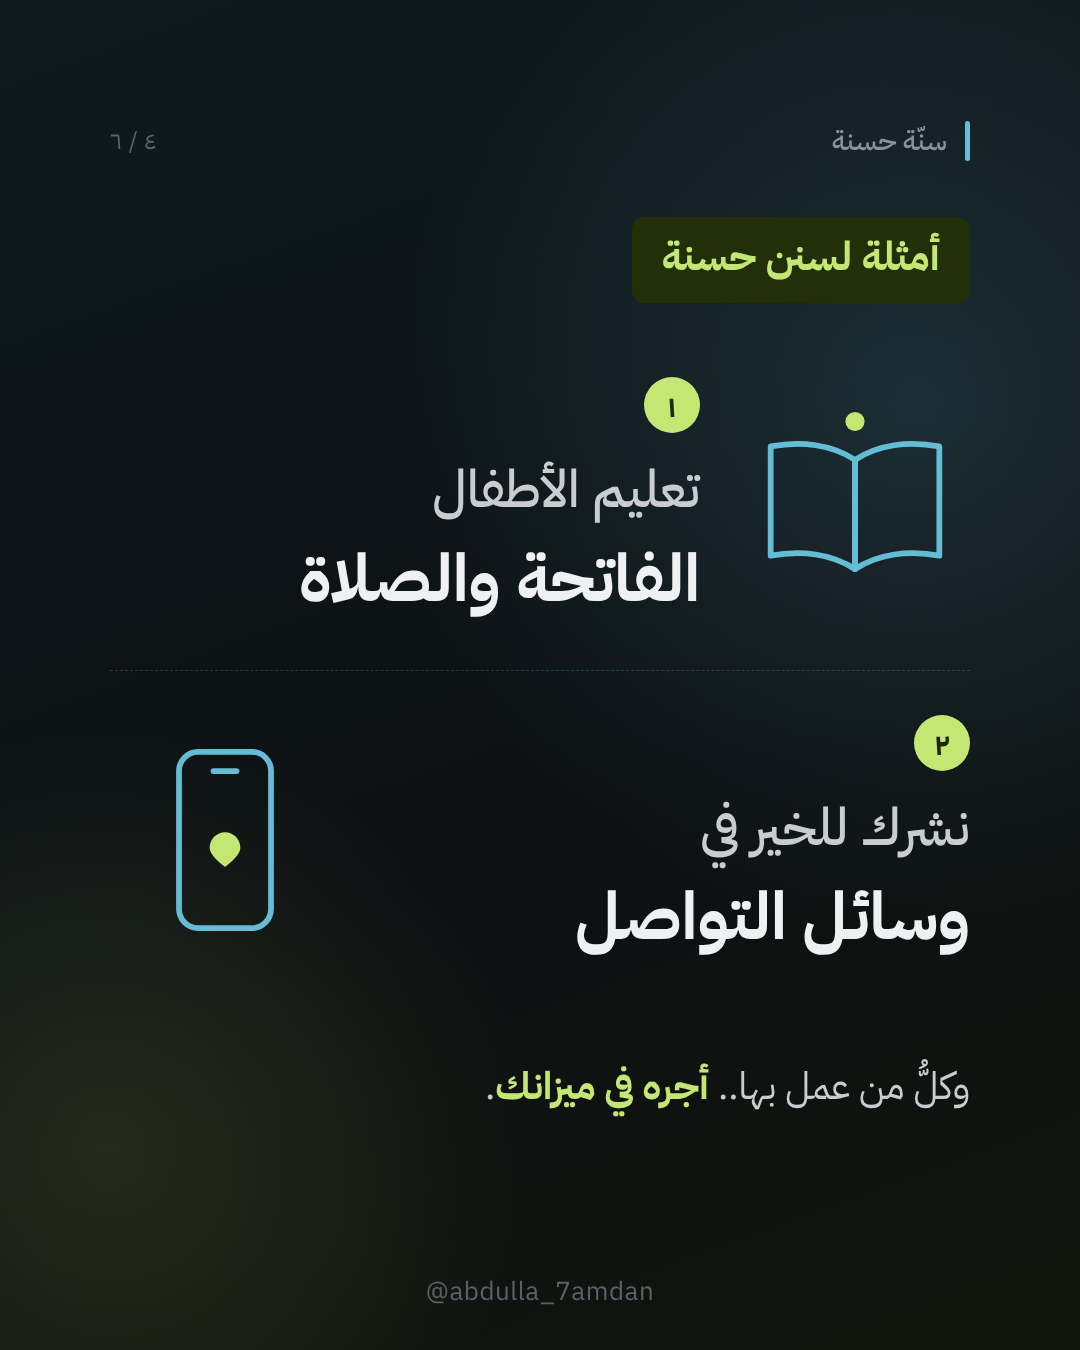 سنّة حسنة
٤ / ٦
أمثلة لسنن حسنة
١
تعليم الأطفال
الفاتحة والصلاة
٢
نشرك للخير في
وسائل التواصل
وكلُّ من عمل بها.. أجره في ميزانك.
@abdulla_7amdan